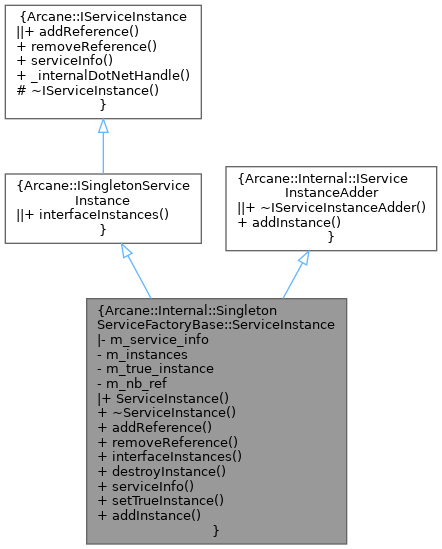 {Arcane::IServiceInstance
||+ addReference()
+ removeReference()
+ serviceInfo()
+ _internalDotNetHandle()
# ~IServiceInstance()
}
{Arcane::ISingletonService
Instance
||+ interfaceInstances()
}
{Arcane::Internal::IService
InstanceAdder
||+ ~IServiceInstanceAdder()
+ addInstance()
}
{Arcane::Internal::Singleton
ServiceFactoryBase::ServiceInstance
|- m_service_info
- m_instances
- m_true_instance
- m_nb_ref
|+ ServiceInstance()
+ ~ServiceInstance()
+ addReference()
+ removeReference()
+ interfaceInstances()
+ destroyInstance()
+ serviceInfo()
+ setTrueInstance()
+ addInstance()
}